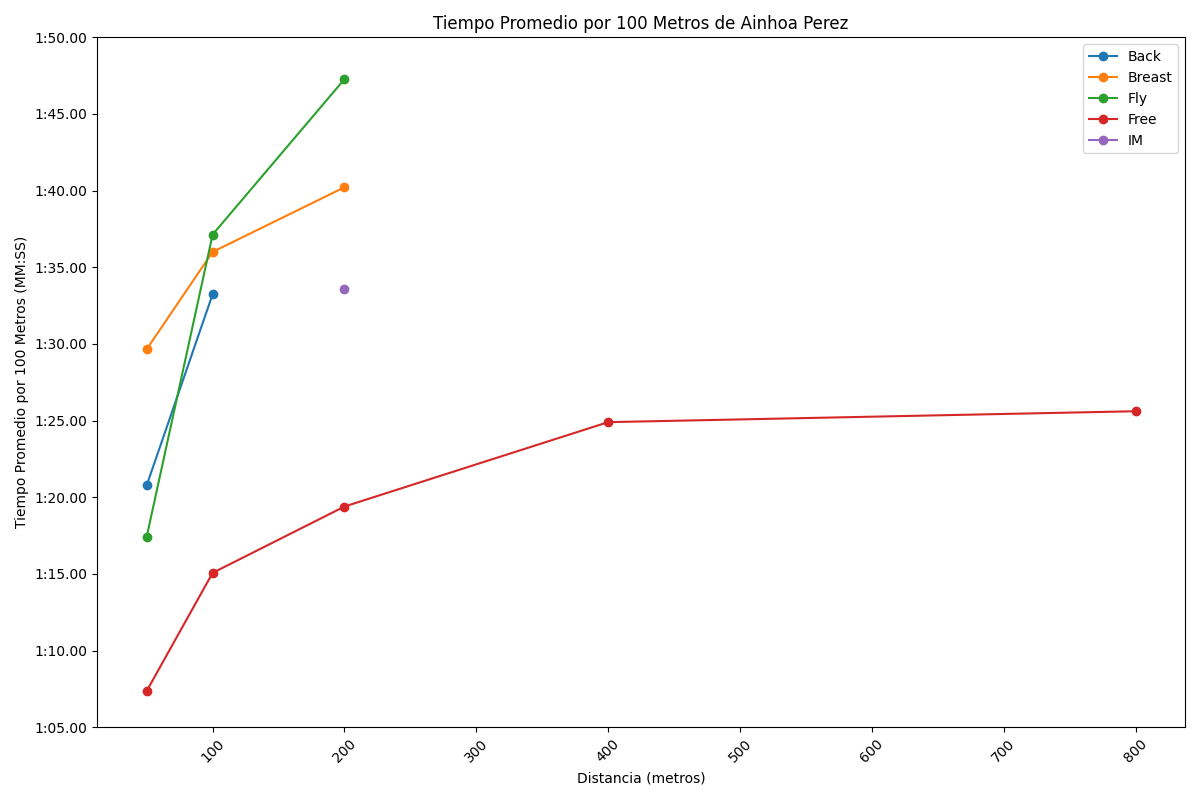 Tiempo Promedio por 100 Metros de Ainhoa Perez
1:50.00
1:45.00
1:40.00
1:35.00
1:30.00
1:25.00
1:20.00
1:15.00
1:10.00
1:05.00
Tiempo Promedio por 100 Metros (MM:SS)
Back
Breast
Fly
Free
IM
100
200
300
400
500
600
700
800
Distancia (metros)